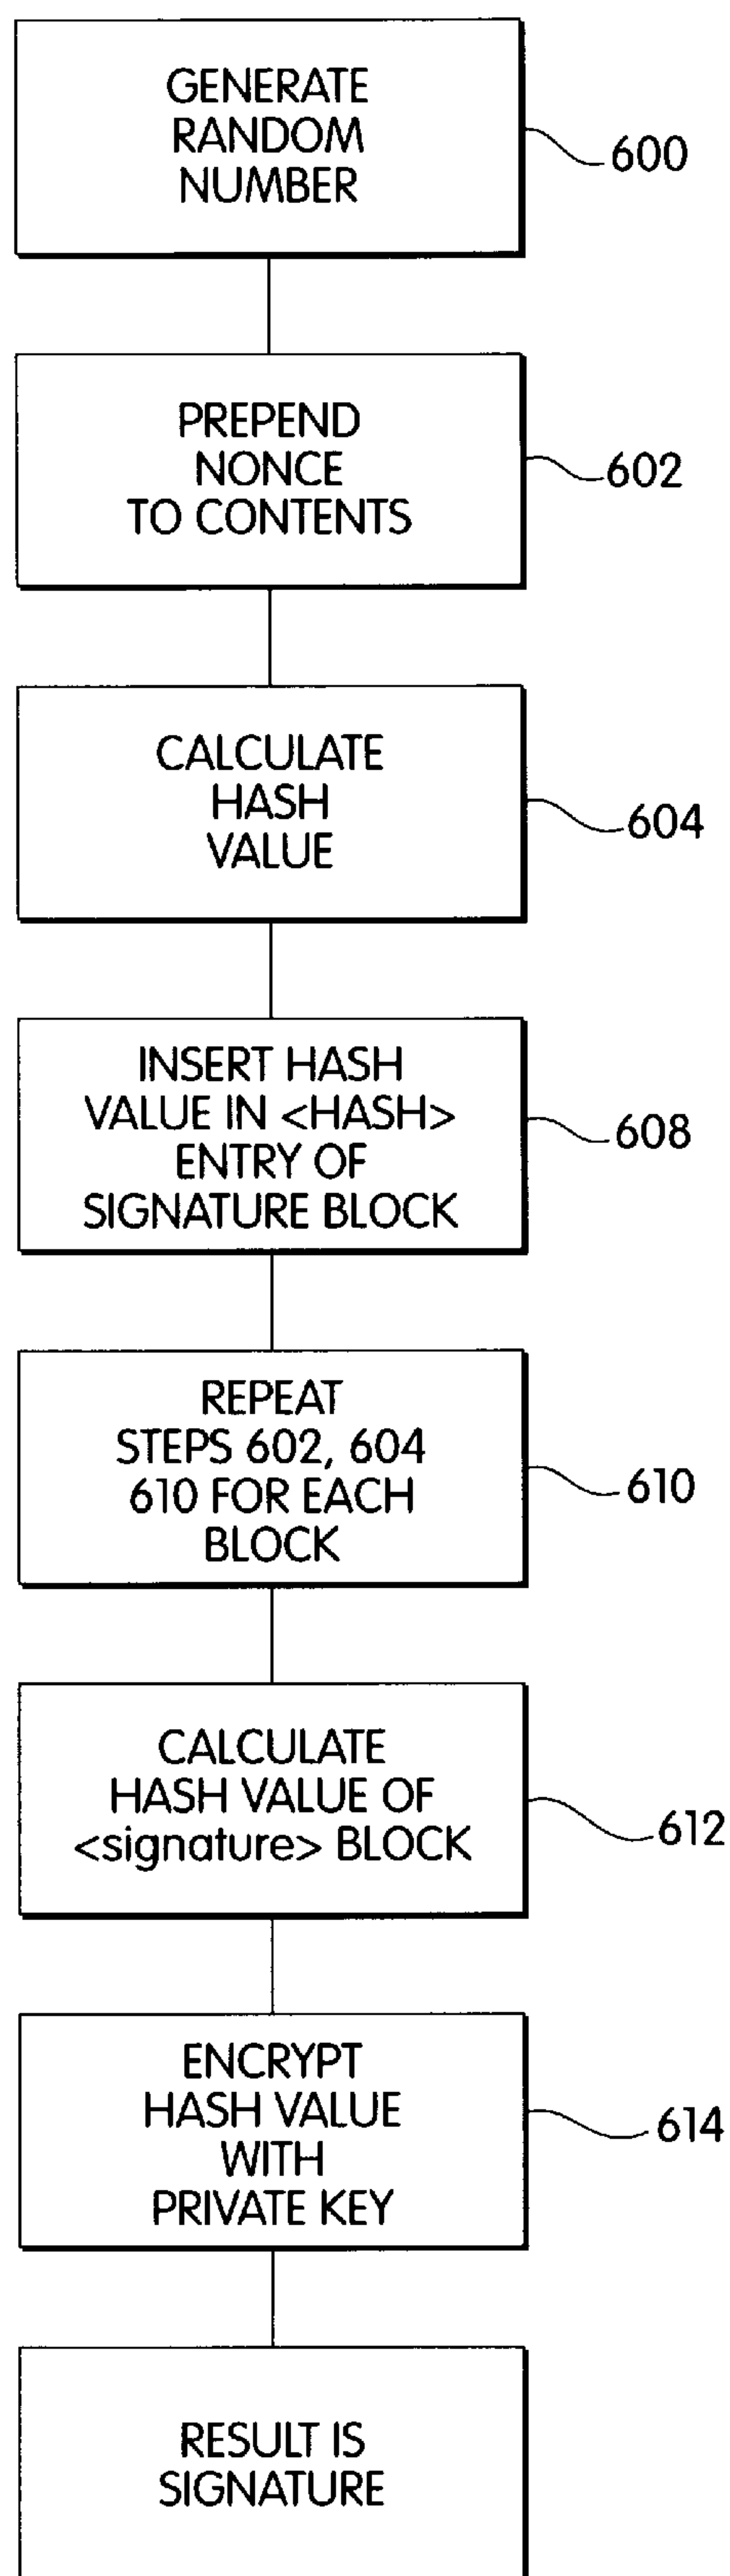 GENERATE
RANDOM
NUMBER
600
PREPEND
NONCE
TO CONTENTS
602
CALCULATE
HASH
VALUE
604
INSERT HASH
VALUE IN <HASH>
ENTRY OF
SIGNATURE BLOCK
608
REPEAT
STEPS 602, 604
610 FOR EACH
BLOCK
610
CALCULATE
HASH VALUE OF
<signature> BLOCK
612
ENCRYPT
HASH VALUE
WITH
PRIVATE KEY
614
RESULT IS
SIGNATURE